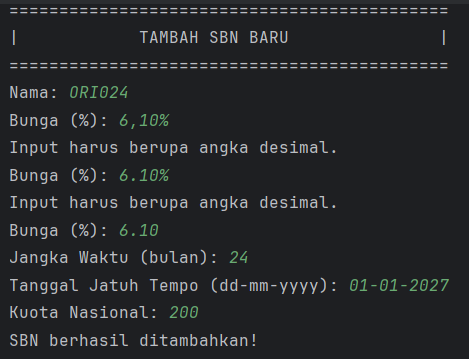 ============================================
|            TAMBAH SBN BARU               |
============================================
Nama: ORI024
Bunga (%): 6,10%
Input harus berupa angka desimal.
Bunga (%): 6.10%
Input harus berupa angka desimal.
Bunga (%): 6.10
Jangka Waktu (bulan): 24
Tanggal Jatuh Tempo (dd-mm-yyyy): 01-01-2027
Kuota Nasional: 200
SBN berhasil ditambahkan!